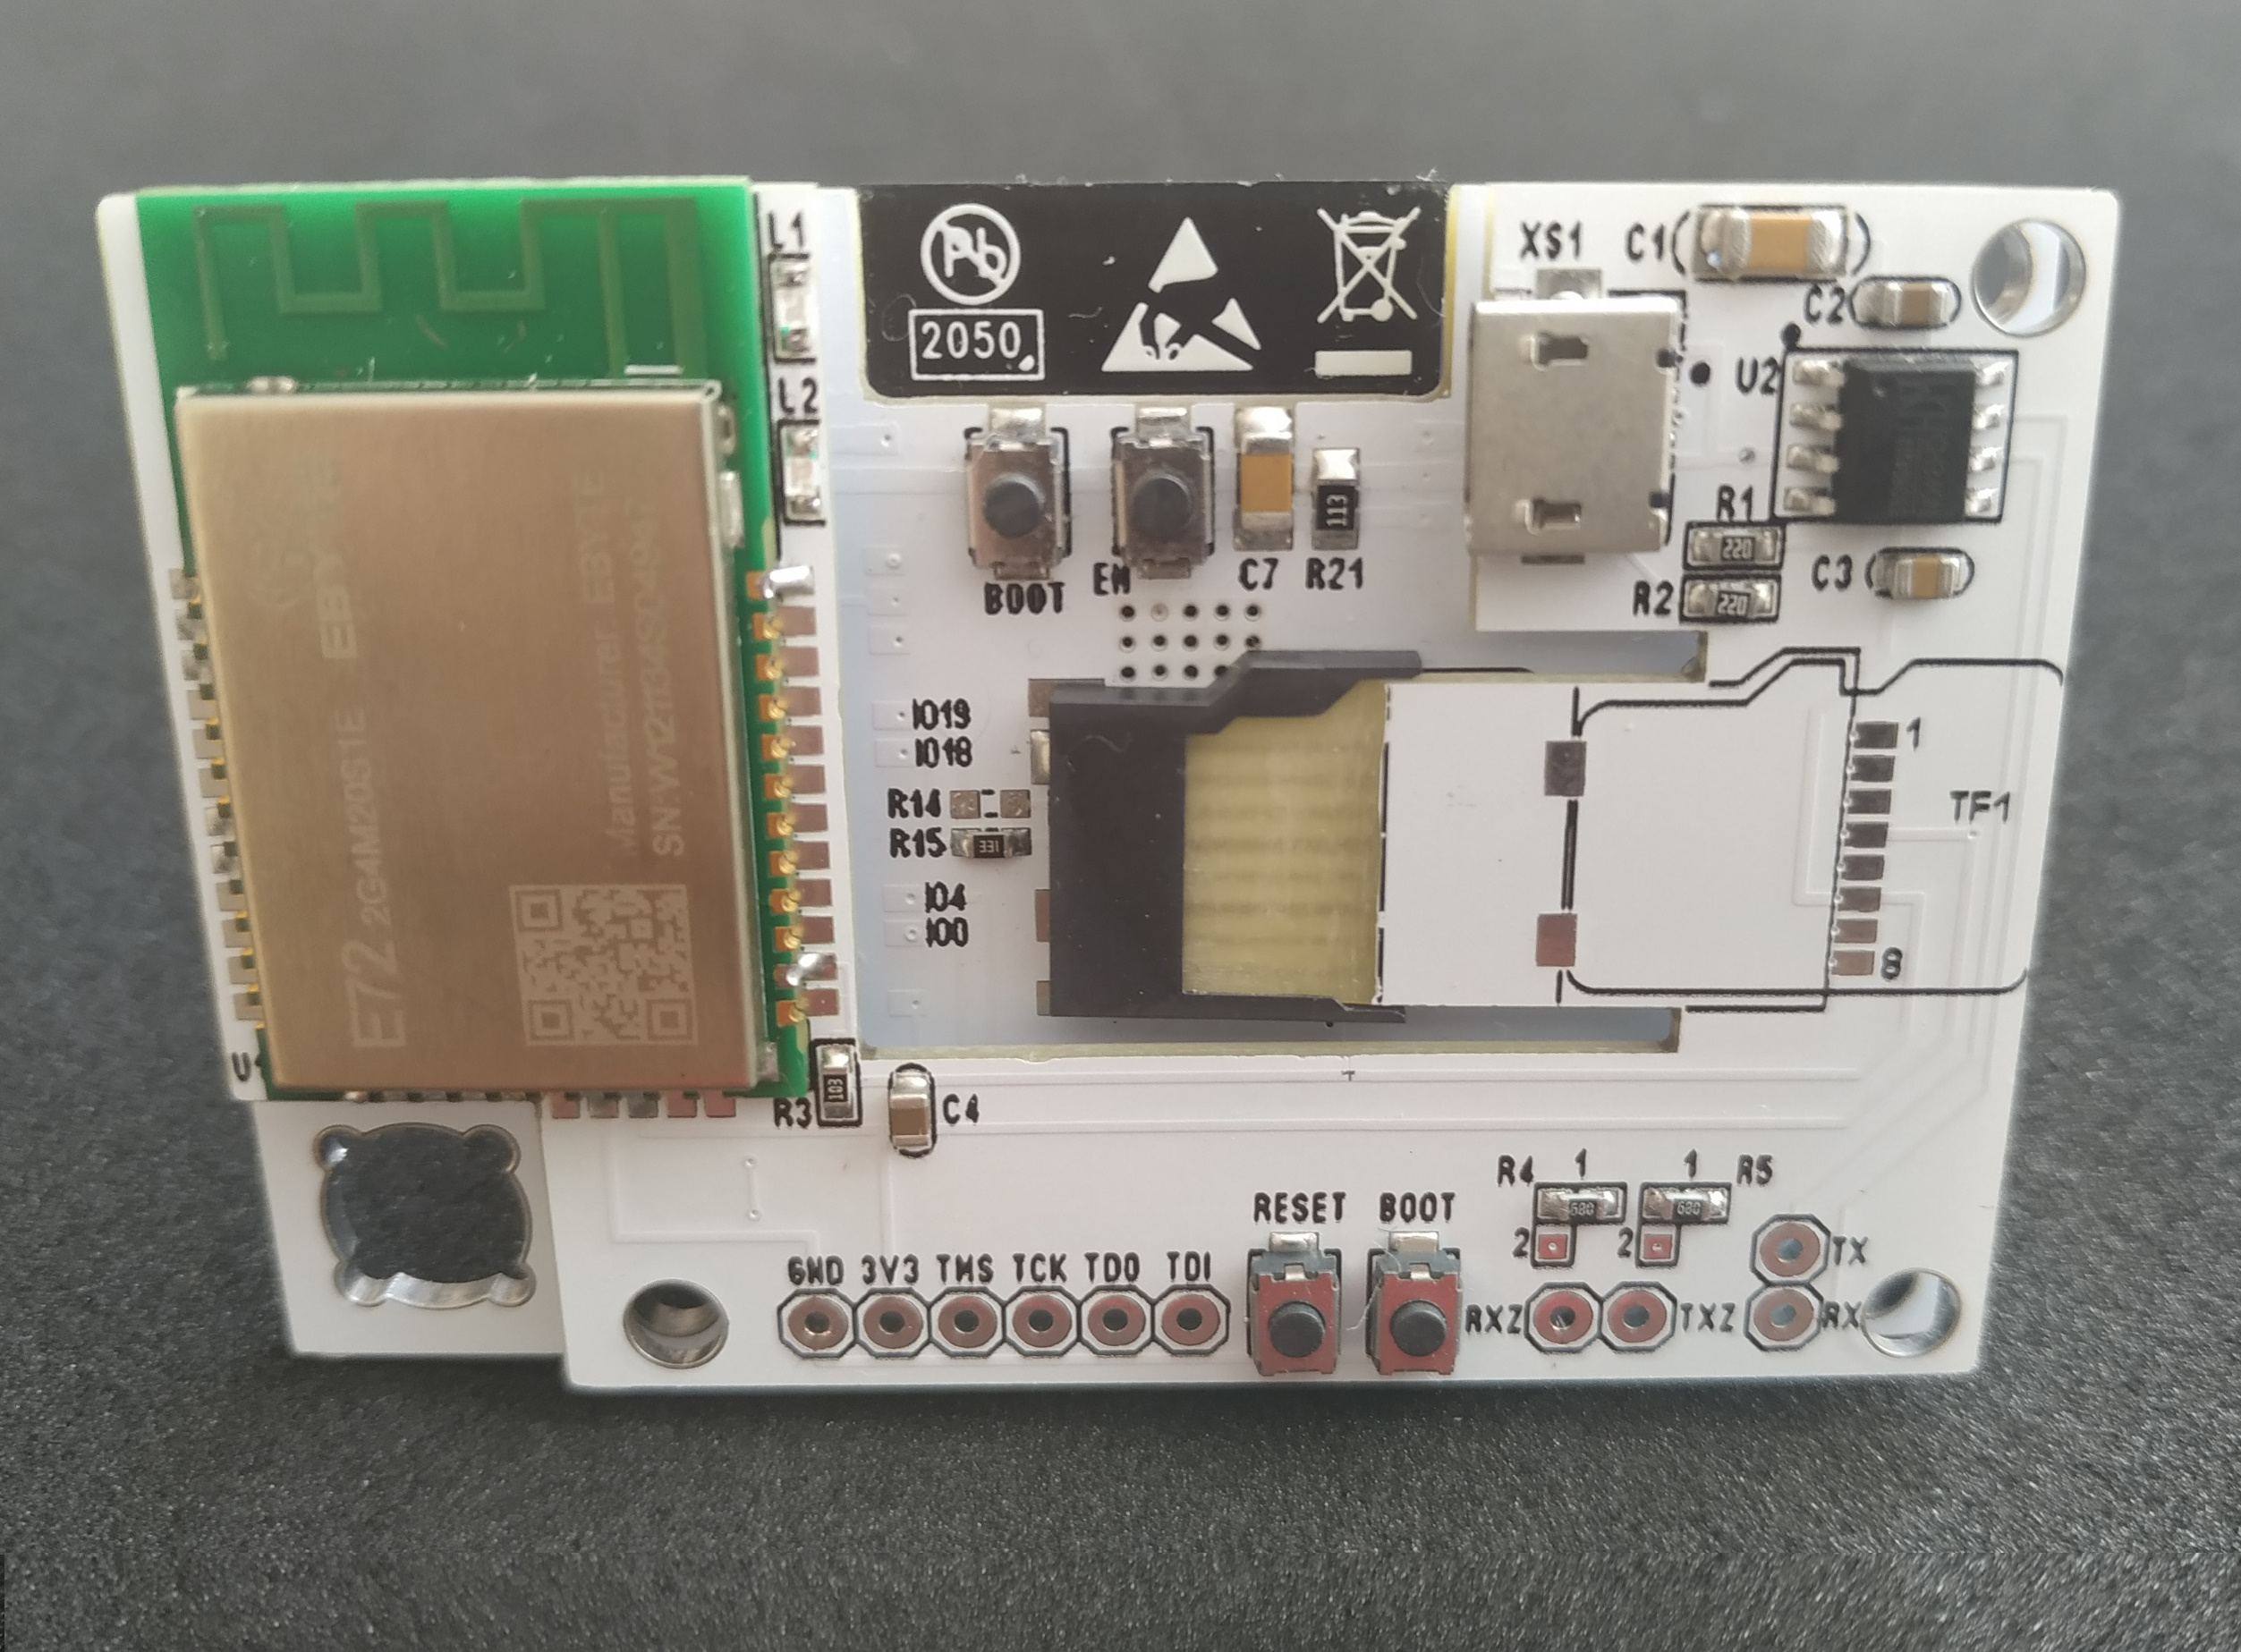 L1
L2
Pb
2050
XS1
C1
C2
U2
R1
220
R2
220
C3
BOOT
EN
C7
R21
113
EBYTE
E72
2G4M20S1E
Manufacturer: EBYTE
IO19
IO18
R14
R15
IO4
IO0
1
8
TF1
R3
103
C4
RESET
BOOT
R4
1
1
R5
680
680
2
2
GND
3V3
TMS
TCK
TDO
TDI
RXZ
TXZ
TX
RX